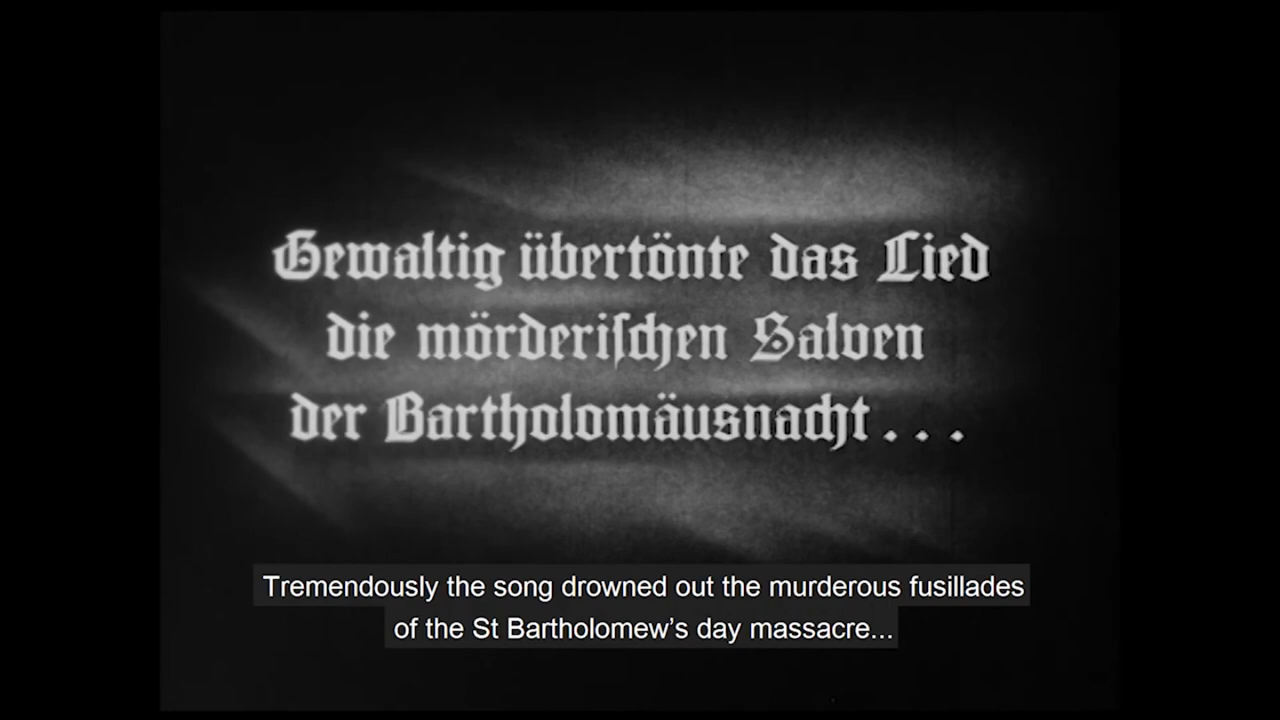 Gewaltig übertönte das Lied
die mörderiſchen Salven
der Bartholomäusnacht...
Tremendously the song drowned out the murderous fusillades
of the St Bartholomew’s day massacre...